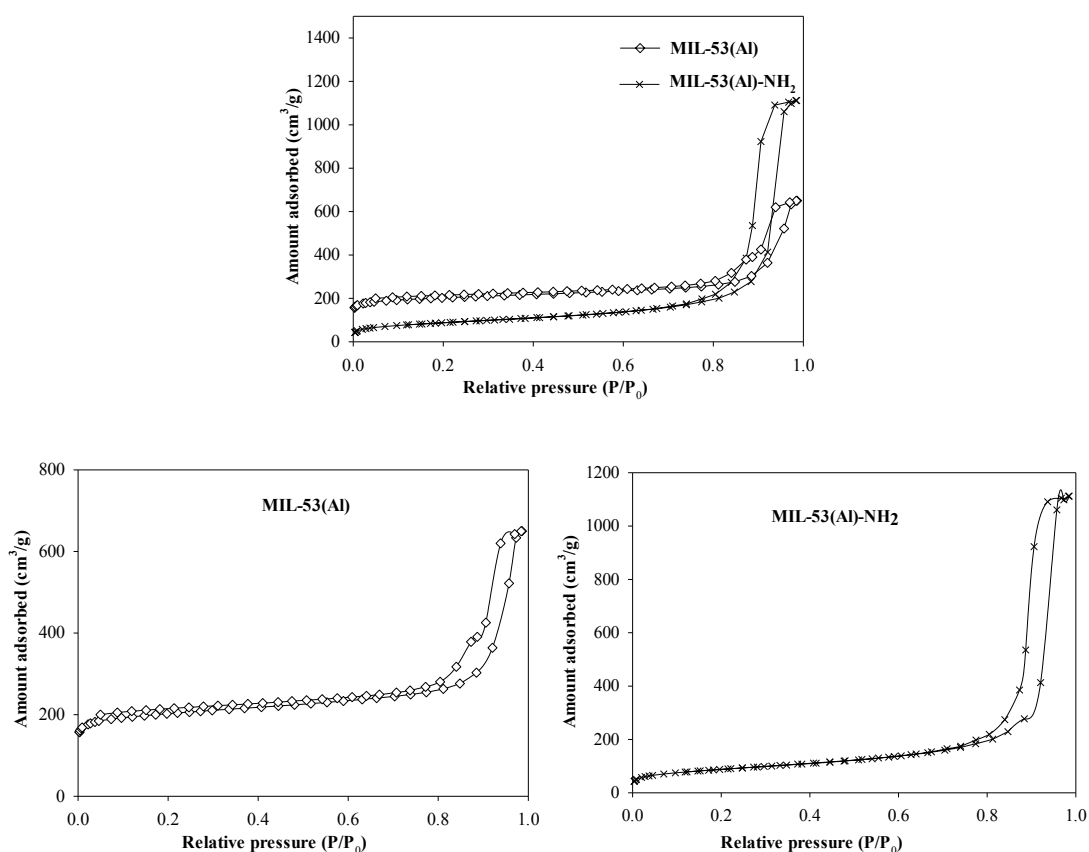 1400
1200
1000
800
600
400
200
0
Amount adsorbed (cm³/g)
MIL-53(Al)
MIL-53(Al)-NH₂
0.0 0.2 0.4 0.6 0.8 1.0
Relative pressure (P/P₀)
800
600
400
200
0
Amount adsorbed (cm³/g)
MIL-53(Al)
0.0 0.2 0.4 0.6 0.8 1.0
Relative pressure (P/P₀)
1200
1000
800
600
400
200
0
Amount adsorbed (cm³/g)
MIL-53(Al)-NH2
0.0 0.2 0.4 0.6 0.8 1.0
Relative pressure (P/P₀)